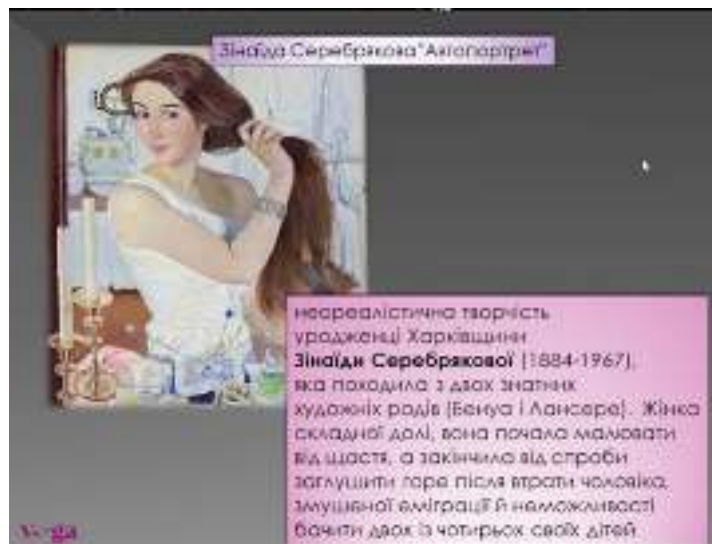 Зінаїда Серебрякова "Автопортрет"
неореалістична творчість
уродженці Харківщини
Зінаїди Серебрякової (1884-1967),
яка походила з двох знатних
художніх родів (Бенуа і Лансере). Жінка
складної долі, вона почала малювати
від щастя, а закінчила від спроби
заглушити горе після втрати чоловіка,
змушеної еміграції й неможливості
бачити двох із чотирьох своїх дітей